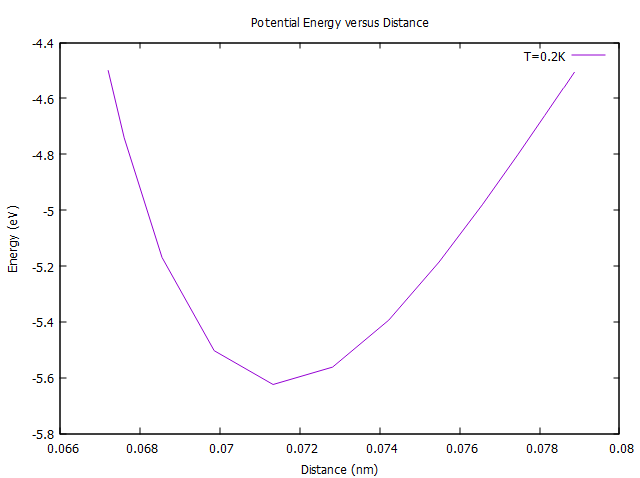 Potential Energy versus Distance
T=0.2K
Energy (eV)
-4.4
-4.6
-4.8
-5
-5.2
-5.4
-5.6
-5.8
0.066 0.068 0.07 0.072 0.074 0.076 0.078 0.08
Distance (nm)